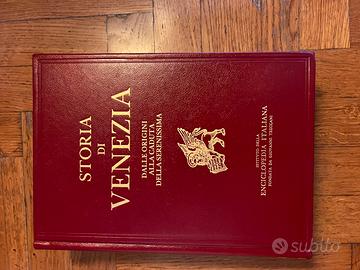 STORIA
DI
VENEZIA
DALLE ORIGINI
ALLA CADUTA
DELLA SERENISSIMA
ISTITUTO DELLA
ENCICLOPEDIA ITALIANA
FONDATA DA GIOVANNI TRECCANI
subito